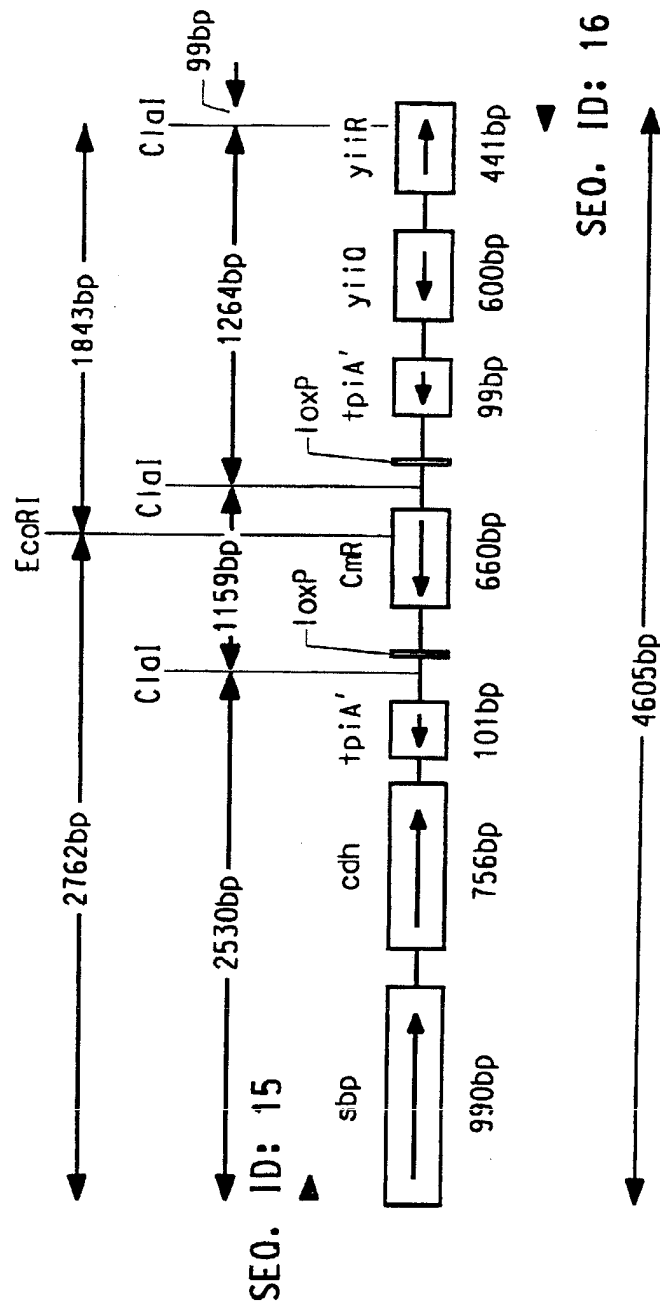 EcoRI
2762bp
1843bp
ClaI
ClaI
ClaI
2530bp
1159bp
1264bp
99bp
SEQ. ID: 15
loxP
loxP
sbp
cdh
tpiA'
CmR
tpiA'
yiiQ
yiiR
990bp
756bp
101bp
660bp
99bp
600bp
441bp
SEQ. ID: 16
4605bp